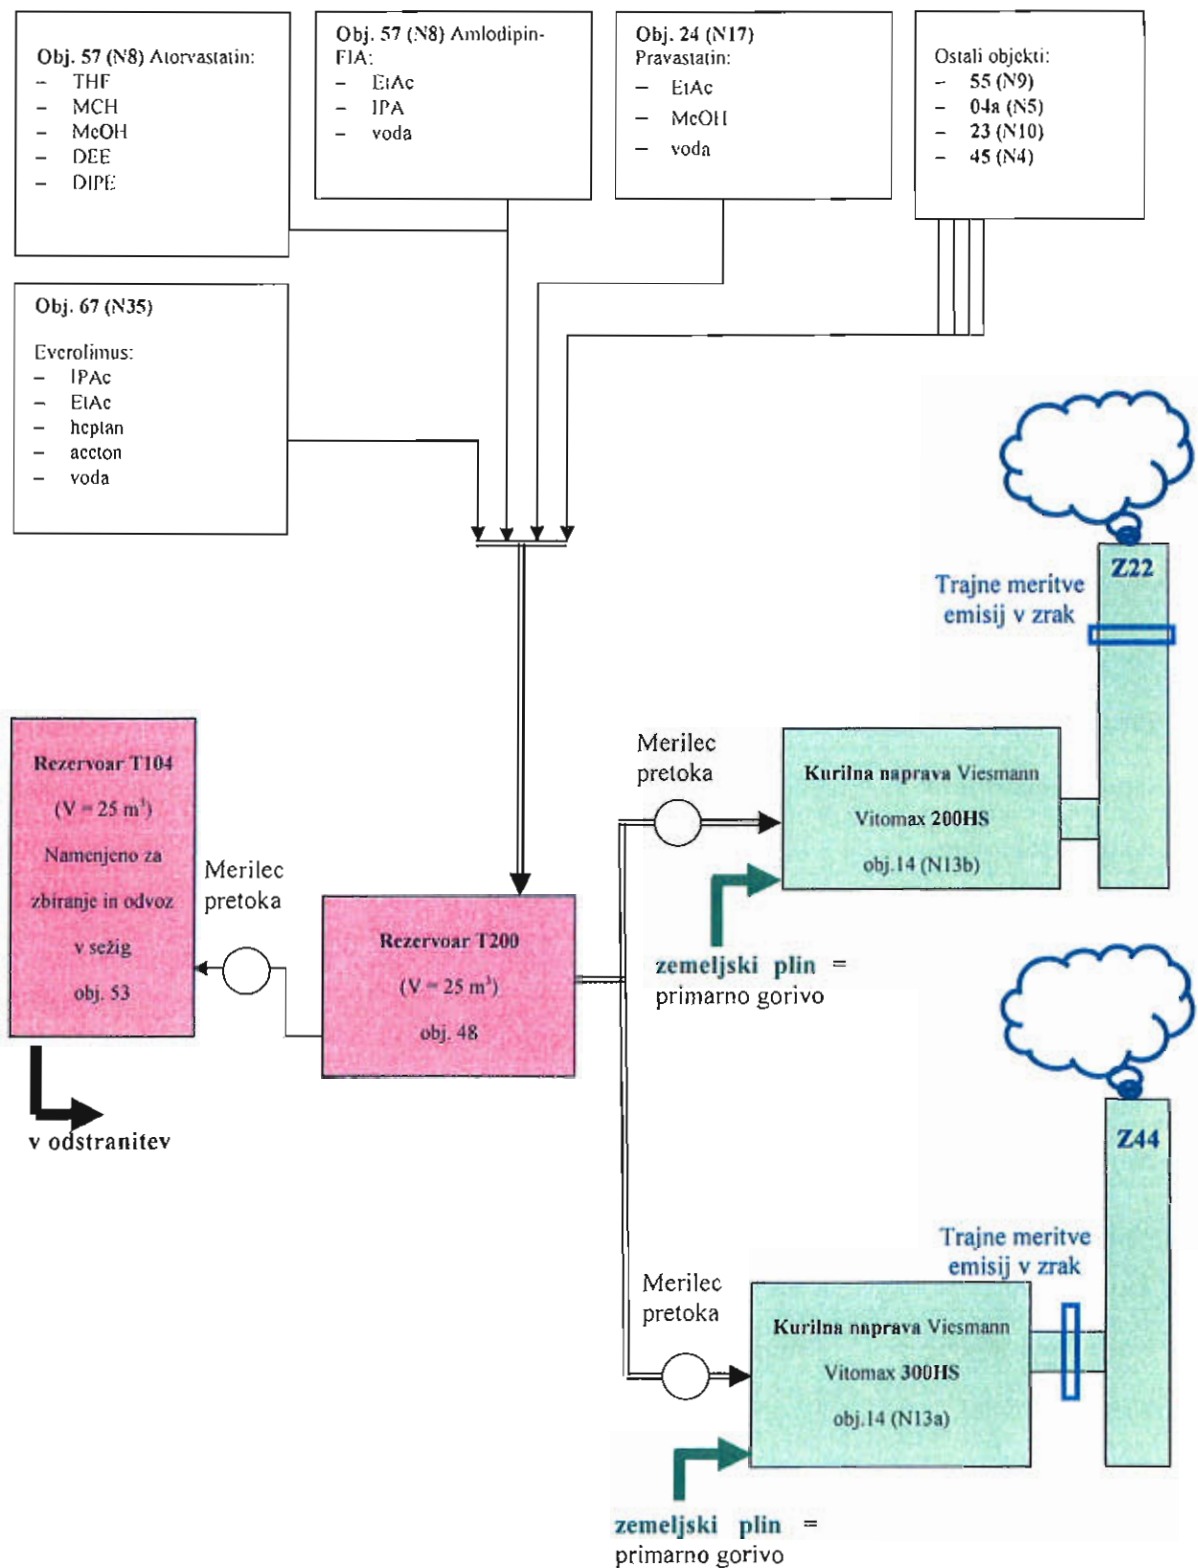 Obj. 57 (N8) Atorvastatin:
– THF
– MCH
– MeOH
– DEE
– DIPE
Obj. 57 (N8) Amlodipin-
FIA:
– EtAc
– IPA
– voda
Obj. 24 (N17)
Pravastatin:
– EtAc
– MeOH
– voda
Ostali objekti:
– 55 (N9)
– 04a (N5)
– 23 (N10)
– 45 (N4)
Obj. 67 (N35)
Everolimus:
– IPAc
– EtAc
– heptan
– aceton
– voda
Z22
Trajne meritve
emisij v zrak
Rezervoar T104
(V = 25 m³)
Namenjeno za
zbiranje in odvoz
v sežig
obj. 53
Merilec
pretoka
Rezervoar T200
(V = 25 m³)
obj. 48
Merilec
pretoka
Kurilna naprava Viesmann
Vitomax 200HS
obj.14 (N13b)
zemeljski plin =
primarno gorivo
v odstranitev
Z44
Trajne meritve
emisij v zrak
Merilec
pretoka
Kurilna naprava Viesmann
Vitomax 300HS
obj.14 (N13a)
zemeljski plin =
primarno gorivo